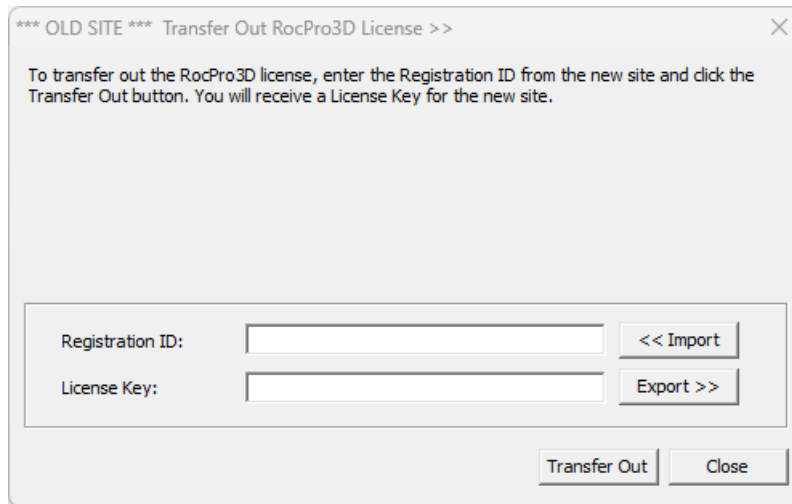 *** OLD SITE *** Transfer Out RocPro3D License >>
To transfer out the RocPro3D license, enter the Registration ID from the new site and click the
Transfer Out button. You will receive a License Key for the new site.
Registration ID:
<< Import
License Key:
Export >>
Transfer Out
Close